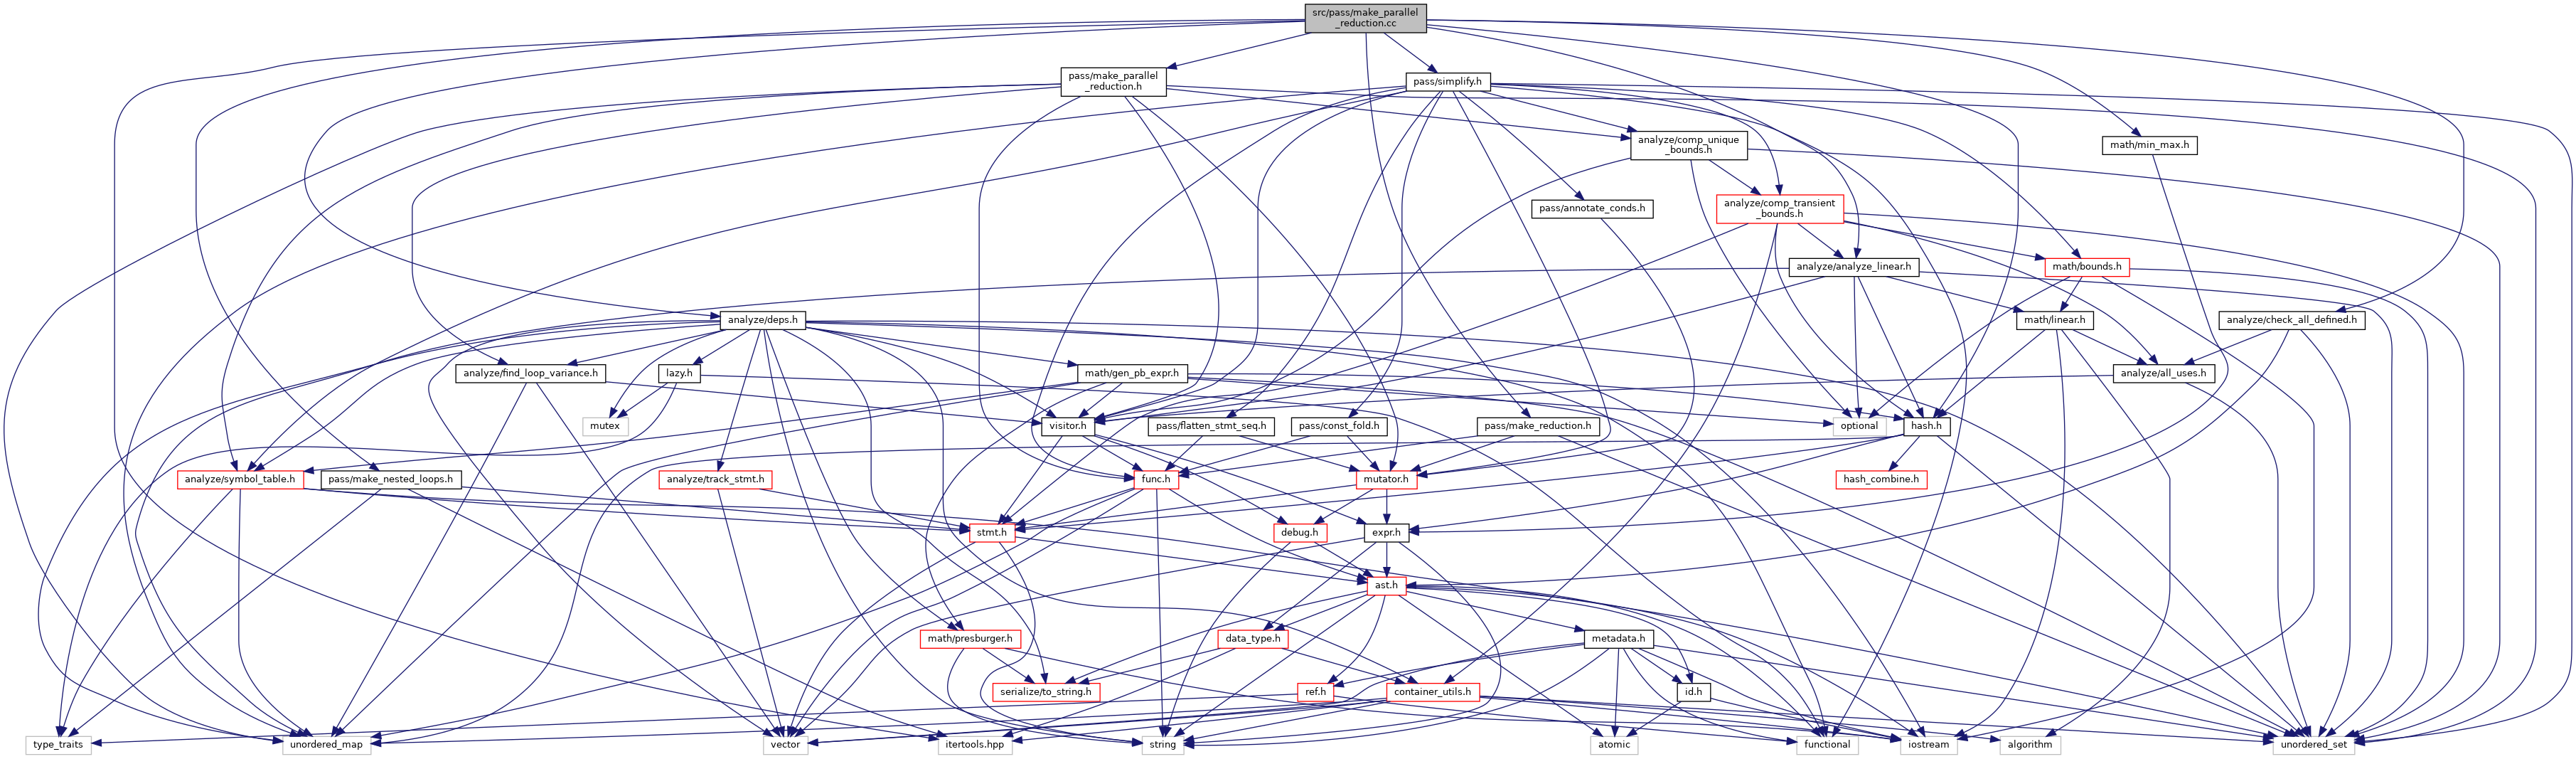 src/pass/make_parallel
_reduction.cc
pass/make_parallel
_reduction.h
pass/simplify.h
analyze/comp_unique
_bounds.h
math/min_max.h
analyze/comp_transient
_bounds.h
pass/annotate_conds.h
analyze/analyze_linear.h
math/bounds.h
analyze/deps.h
math/linear.h
analyze/check_all_defined.h
analyze/find_loop_variance.h
lazy.h
math/gen_pb_expr.h
analyze/all_uses.h
mutex
visitor.h
pass/flatten_stmt_seq.h
pass/const_fold.h
pass/make_reduction.h
optional
hash.h
analyze/symbol_table.h
pass/make_nested_loops.h
analyze/track_stmt.h
func.h
mutator.h
hash_combine.h
stmt.h
debug.h
expr.h
ast.h
math/presburger.h
data_type.h
metadata.h
serialize/to_string.h
ref.h
container_utils.h
id.h
type_traits
unordered_map
vector
itertools.hpp
string
atomic
functional
iostream
algorithm
unordered_set